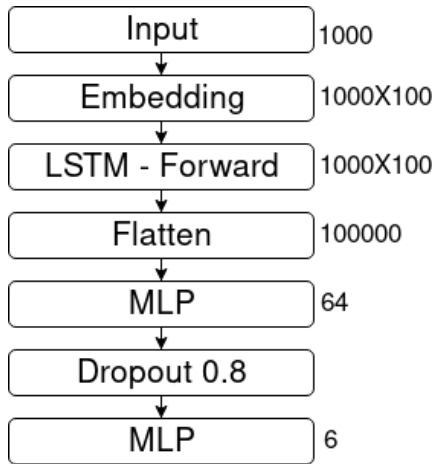 Input 1000
Embedding 1000X100
LSTM - Forward 1000X100
Flatten 100000
MLP 64
Dropout 0.8
MLP 6